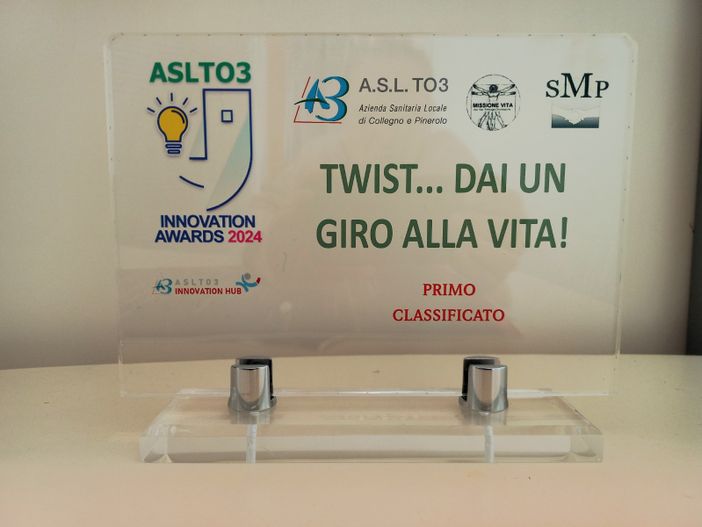 ASLTO3
INNOVATION
AWARDS 2024
ASLTO3
INNOVATION HUB
A.S.L. TO3
Azienda Sanitaria Locale
di Collegno e Pinerolo
MISSIONE VITA
SMP
TWIST... DAI UN
GIRO ALLA VITA!
PRIMO
CLASSIFICATO